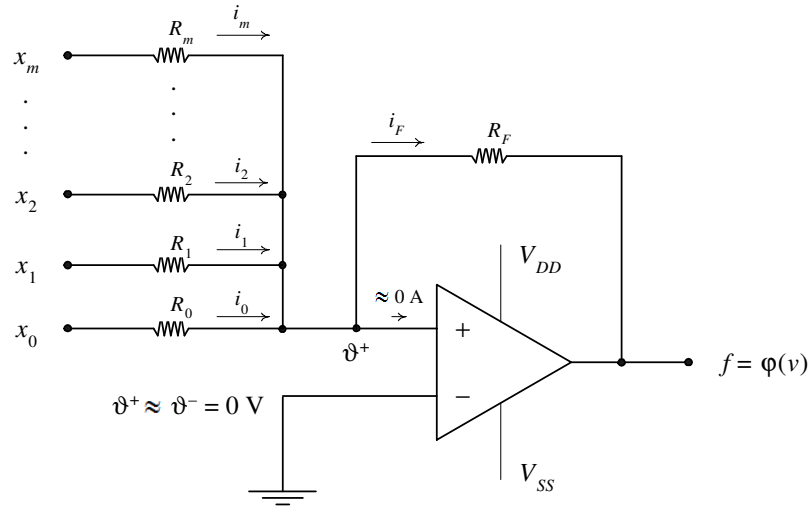 i_m
R_m
x_m
. . .
. . .
i_F
R_F
R_2
i_2
x_2
R_1
i_1
x_1
V_DD
R_0
i_0
≈ 0 A
x_0
+
ϑ⁺
f = φ(v)
ϑ⁺ ≈ ϑ⁻ = 0 V
−
V_SS